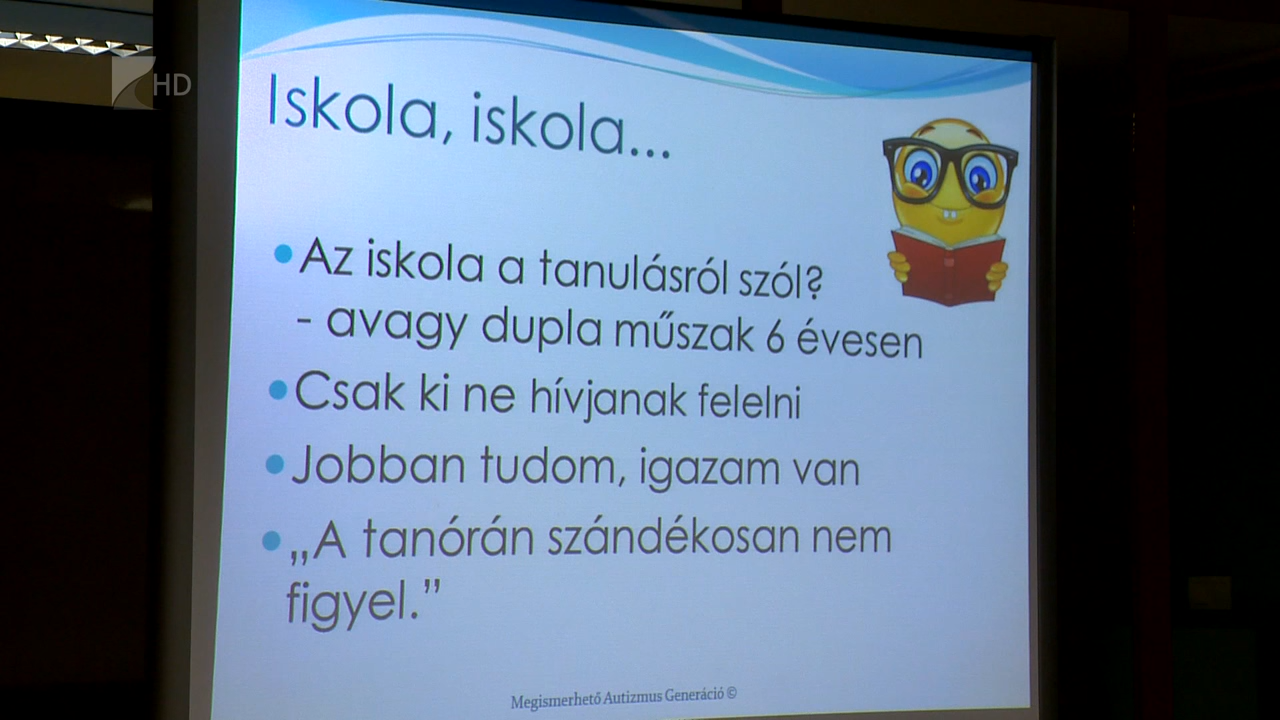 HD
Iskola, iskola...
•Az iskola a tanulásról szól?
- avagy dupla műszak 6 évesen
•Csak ki ne hívjanak felelni
•Jobban tudom, igazam van
•„A tanórán szándékosan nem
figyel.”
Megismerhető Autizmus Generáció ©